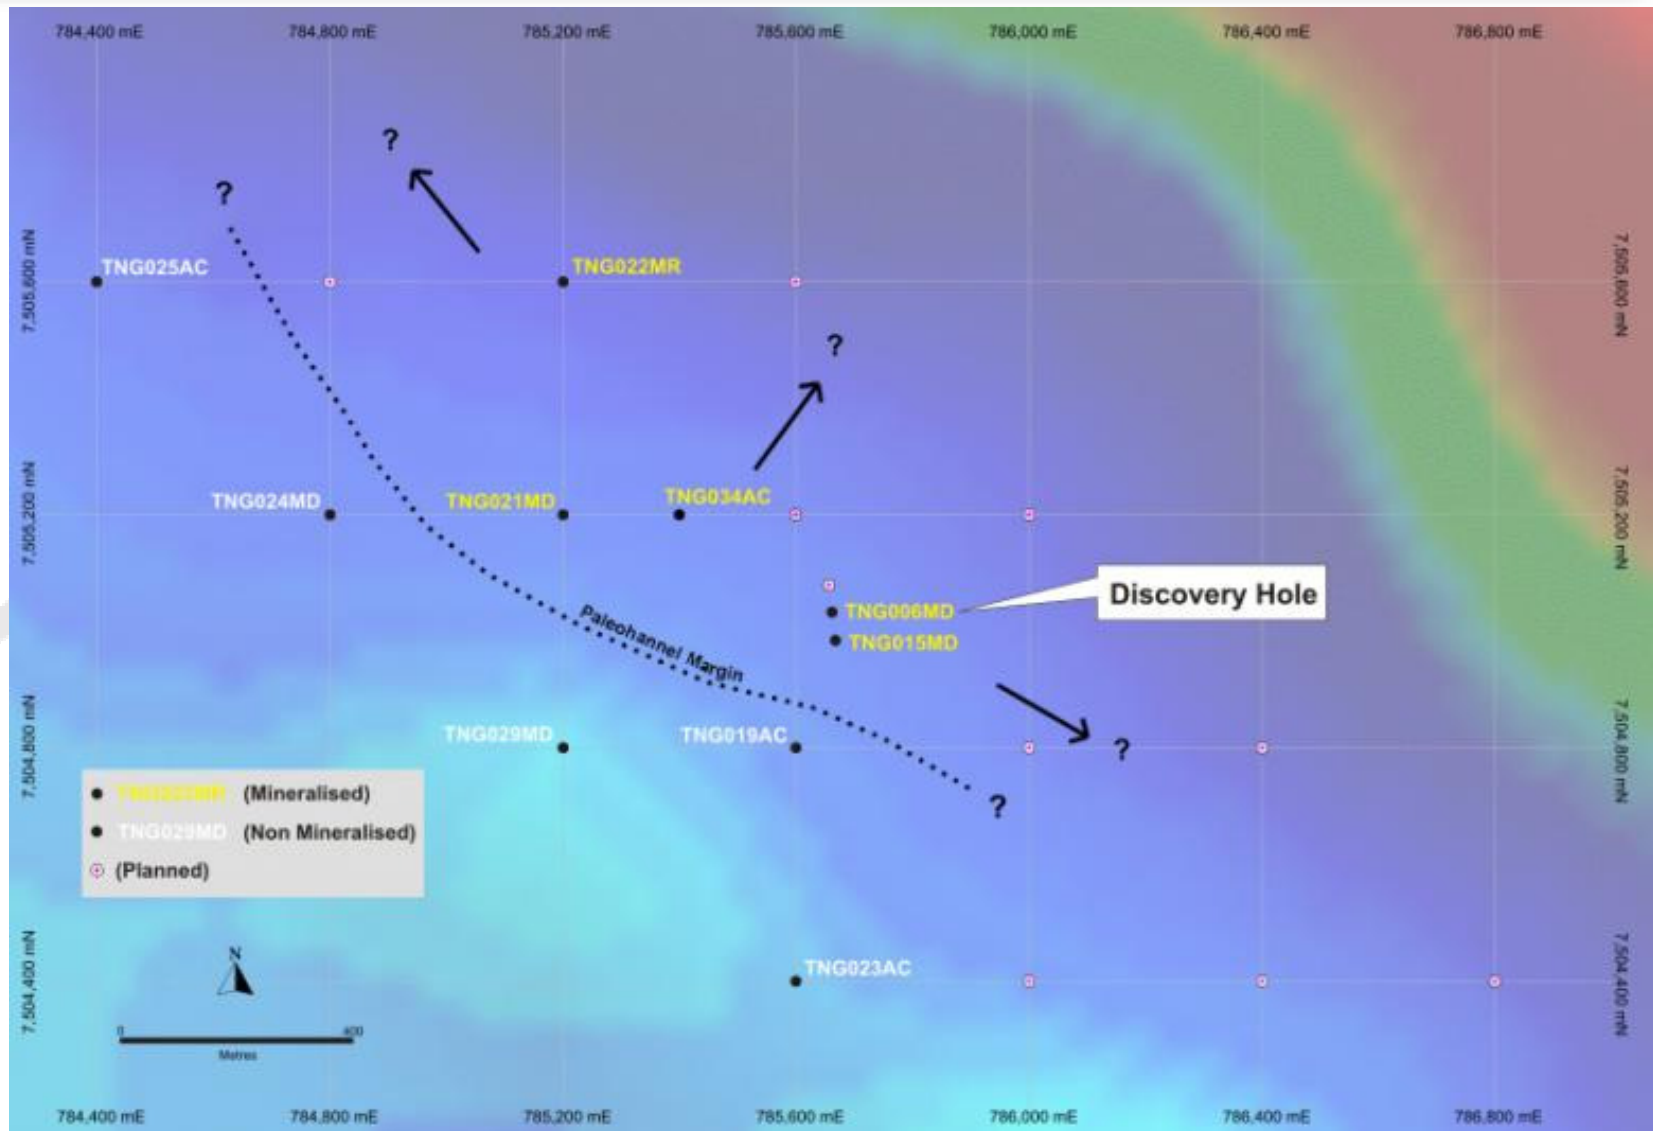 784,400 mE 784,800 mE 785,200 mE 785,600 mE 786,000 mE 786,400 mE 786,800 mE
?
?
7,505,600 mN
TNG025AC
TNG022MR
7,505,600 mN
?
7,505,200 mN
TNG024MD
TNG021MD
TNG034AC
7,505,200 mN
Discovery Hole
TNG006MD
TNG015MD
Paleohannel Margin
7,504,800 mN
TNG029MD
TNG019AC
?
7,504,800 mN
?
(Mineralised)
TNG029MD (Non Mineralised)
(Planned)
7,504,400 mN
TNG023AC
7,504,400 mN
N
0 400
Metres
784,400 mE 784,800 mE 785,200 mE 785,600 mE 786,000 mE 786,400 mE 786,800 mE